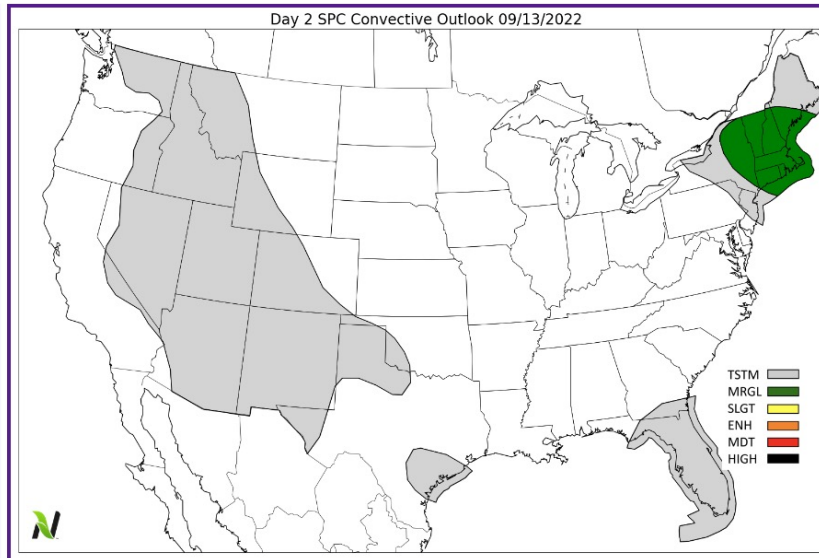 Day 2 SPC Convective Outlook 09/13/2022
TSTM
MRGL
SLGT
ENH
MDT
HIGH
N